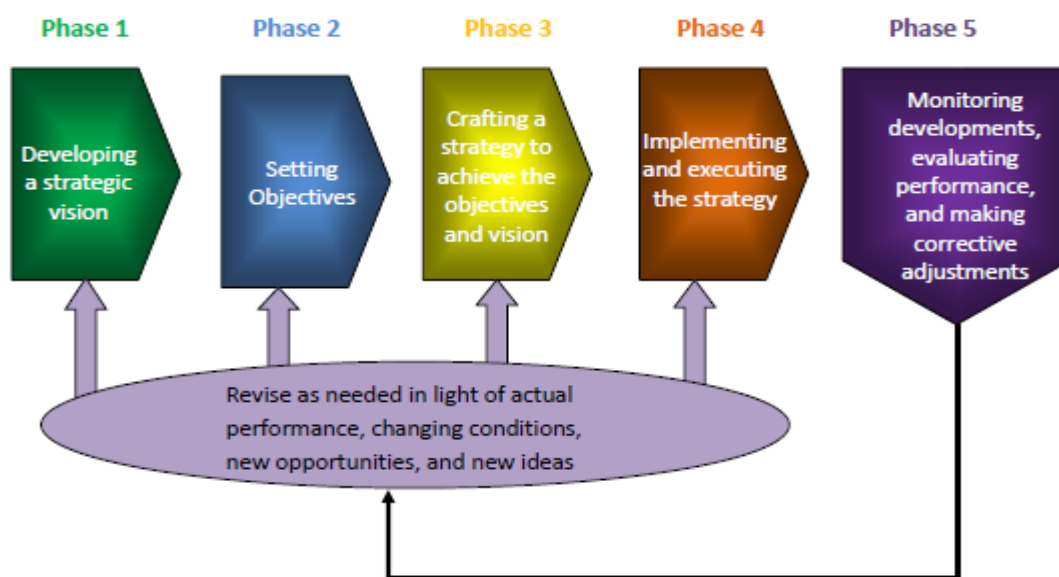 Phase 1
Phase 2
Phase 3
Phase 4
Phase 5
Developing
a strategic
vision
Setting
Objectives
Crafting a
strategy to
achieve the
objectives
and vision
Implementing
and executing
the strategy
Monitoring
developments,
evaluating
performance,
and making
corrective
adjustments
Revise as needed in light of actual
performance, changing conditions,
new opportunities, and new ideas